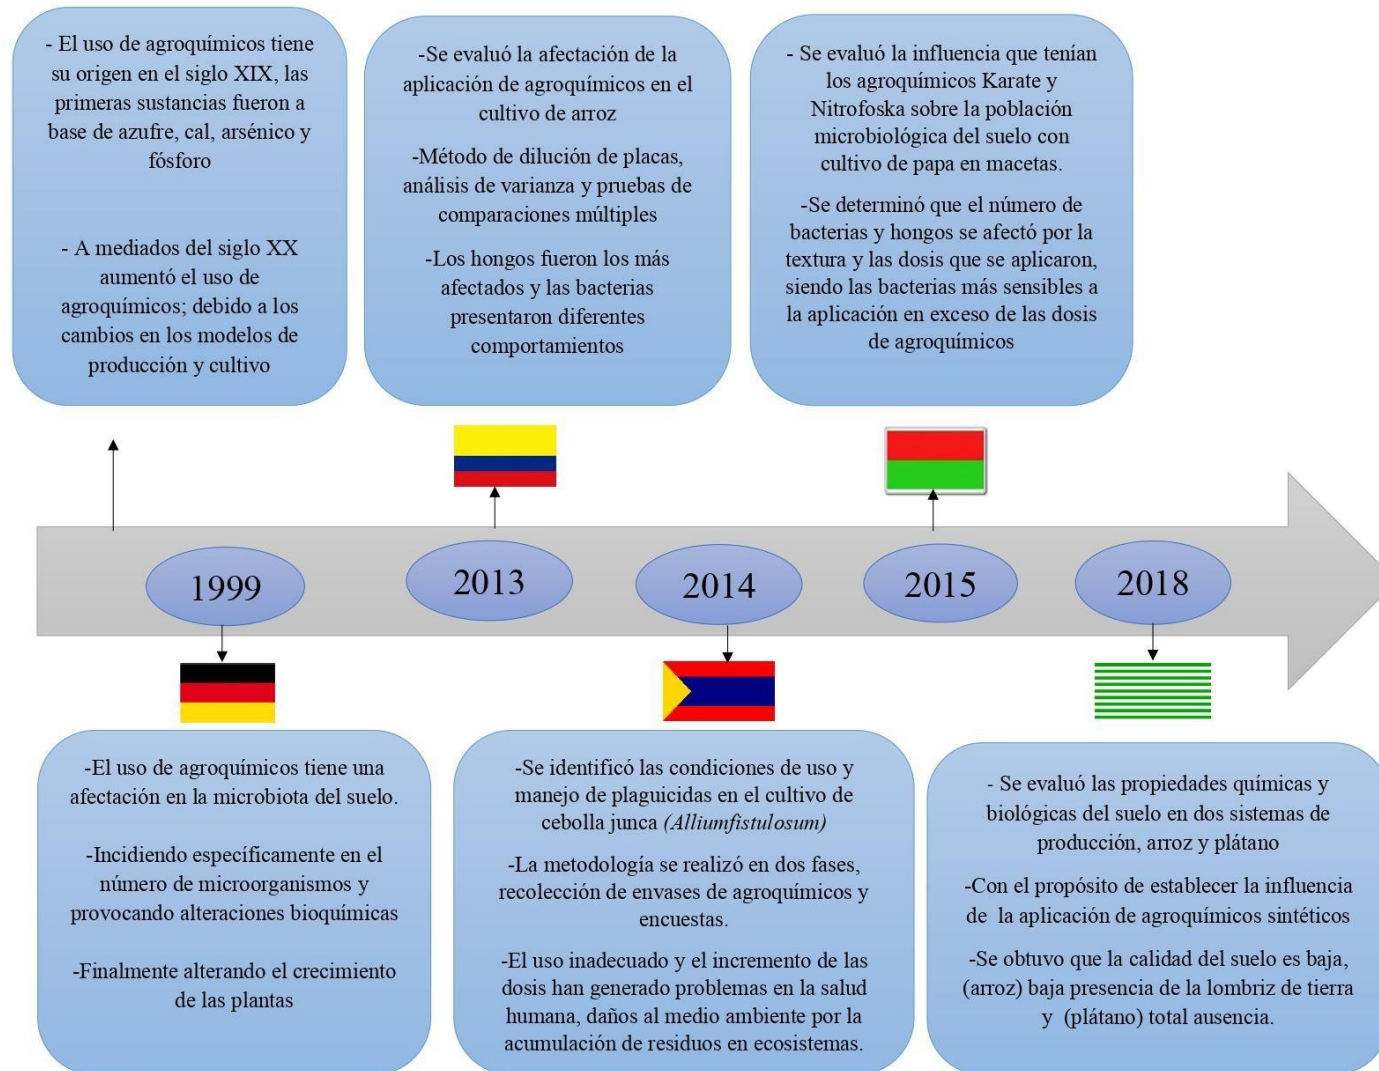 - El uso de agroquímicos tiene
su origen en el siglo XIX, las
primeras sustancias fueron a
base de azufre, cal, arsénico y
fósforo
- A mediados del siglo XX
aumentó el uso de
agroquímicos; debido a los
cambios en los modelos de
producción y cultivo
-Se evaluó la afectación de la
aplicación de agroquímicos en el
cultivo de arroz
-Método de dilución de placas,
análisis de varianza y pruebas de
comparaciones múltiples
-Los hongos fueron los más
afectados y las bacterias
presentaron diferentes
comportamientos
- Se evaluó la influencia que tenían
los agroquímicos Karate y
Nitrofoska sobre la población
microbiológica del suelo con
cultivo de papa en macetas.
-Se determinó que el número de
bacterias y hongos se afectó por la
textura y las dosis que se aplicaron,
siendo las bacterias más sensibles a
la aplicación en exceso de las dosis
de agroquímicos
1999
2013
2014
2015
2018
-El uso de agroquímicos tiene una
afectación en la microbiota del suelo.
-Incidiendo específicamente en el
número de microorganismos y
provocando alteraciones bioquímicas
-Finalmente alterando el crecimiento
de las plantas
-Se identificó las condiciones de uso y
manejo de plaguicidas en el cultivo de
cebolla junca (Alliumfistulosum)
-La metodología se realizó en dos fases,
recolección de envases de agroquímicos y
encuestas.
-El uso inadecuado y el incremento de las
dosis han generado problemas en la salud
humana, daños al medio ambiente por la
acumulación de residuos en ecosistemas.
- Se evaluó las propiedades químicas y
biológicas del suelo en dos sistemas de
producción, arroz y plátano
-Con el propósito de establecer la influencia
de la aplicación de agroquímicos sintéticos
-Se obtuvo que la calidad del suelo es baja,
(arroz) baja presencia de la lombriz de tierra
y (plátano) total ausencia.